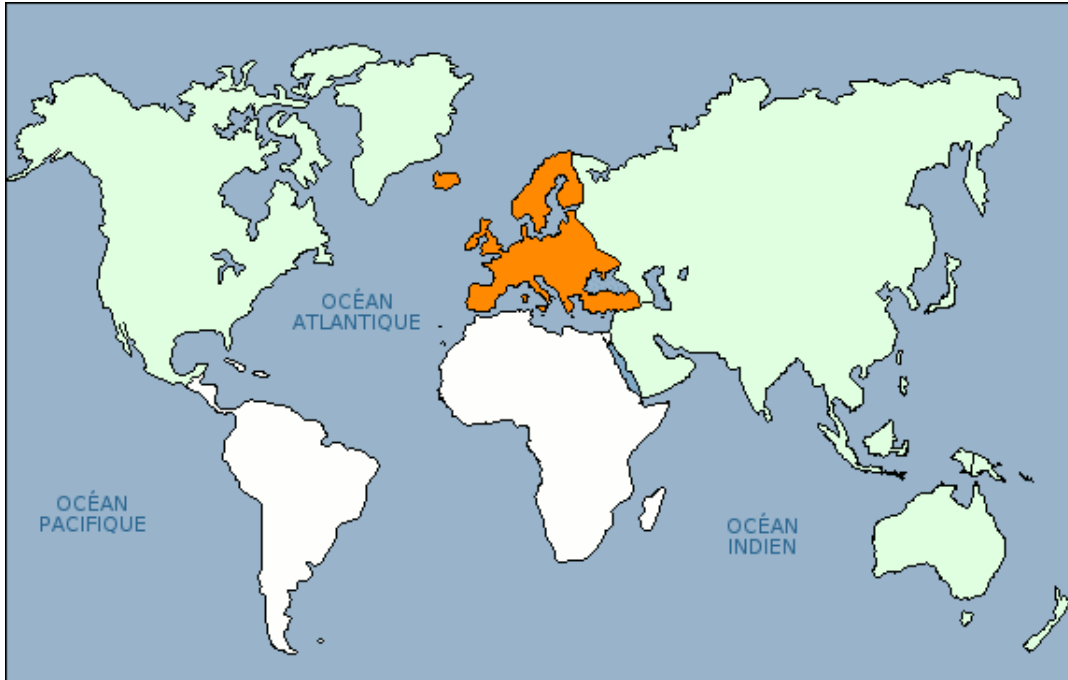 OCÉAN
ATLANTIQUE
OCÉAN
PACIFIQUE
OCÉAN
INDIEN